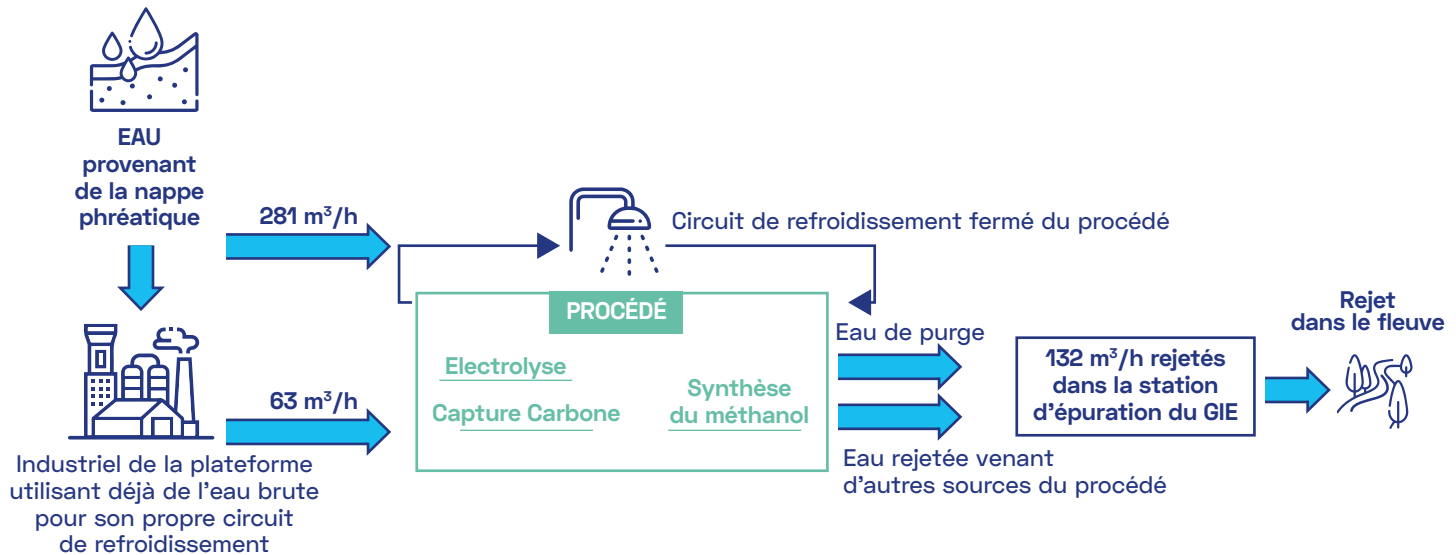 EAU
provenant
de la nappe
phréatique
281 m³/h
Circuit de refroidissement fermé du procédé
PROCÉDÉ
Electrolyse
Capture Carbone
Synthèse
du méthanol
63 m³/h
Industriel de la plateforme
utilisant déjà de l'eau brute
pour son propre circuit
de refroidissement
Eau de purge
Eau rejetée venant
d'autres sources du procédé
132 m³/h rejetés
dans la station
d'épuration du GIE
Rejet
dans le fleuve